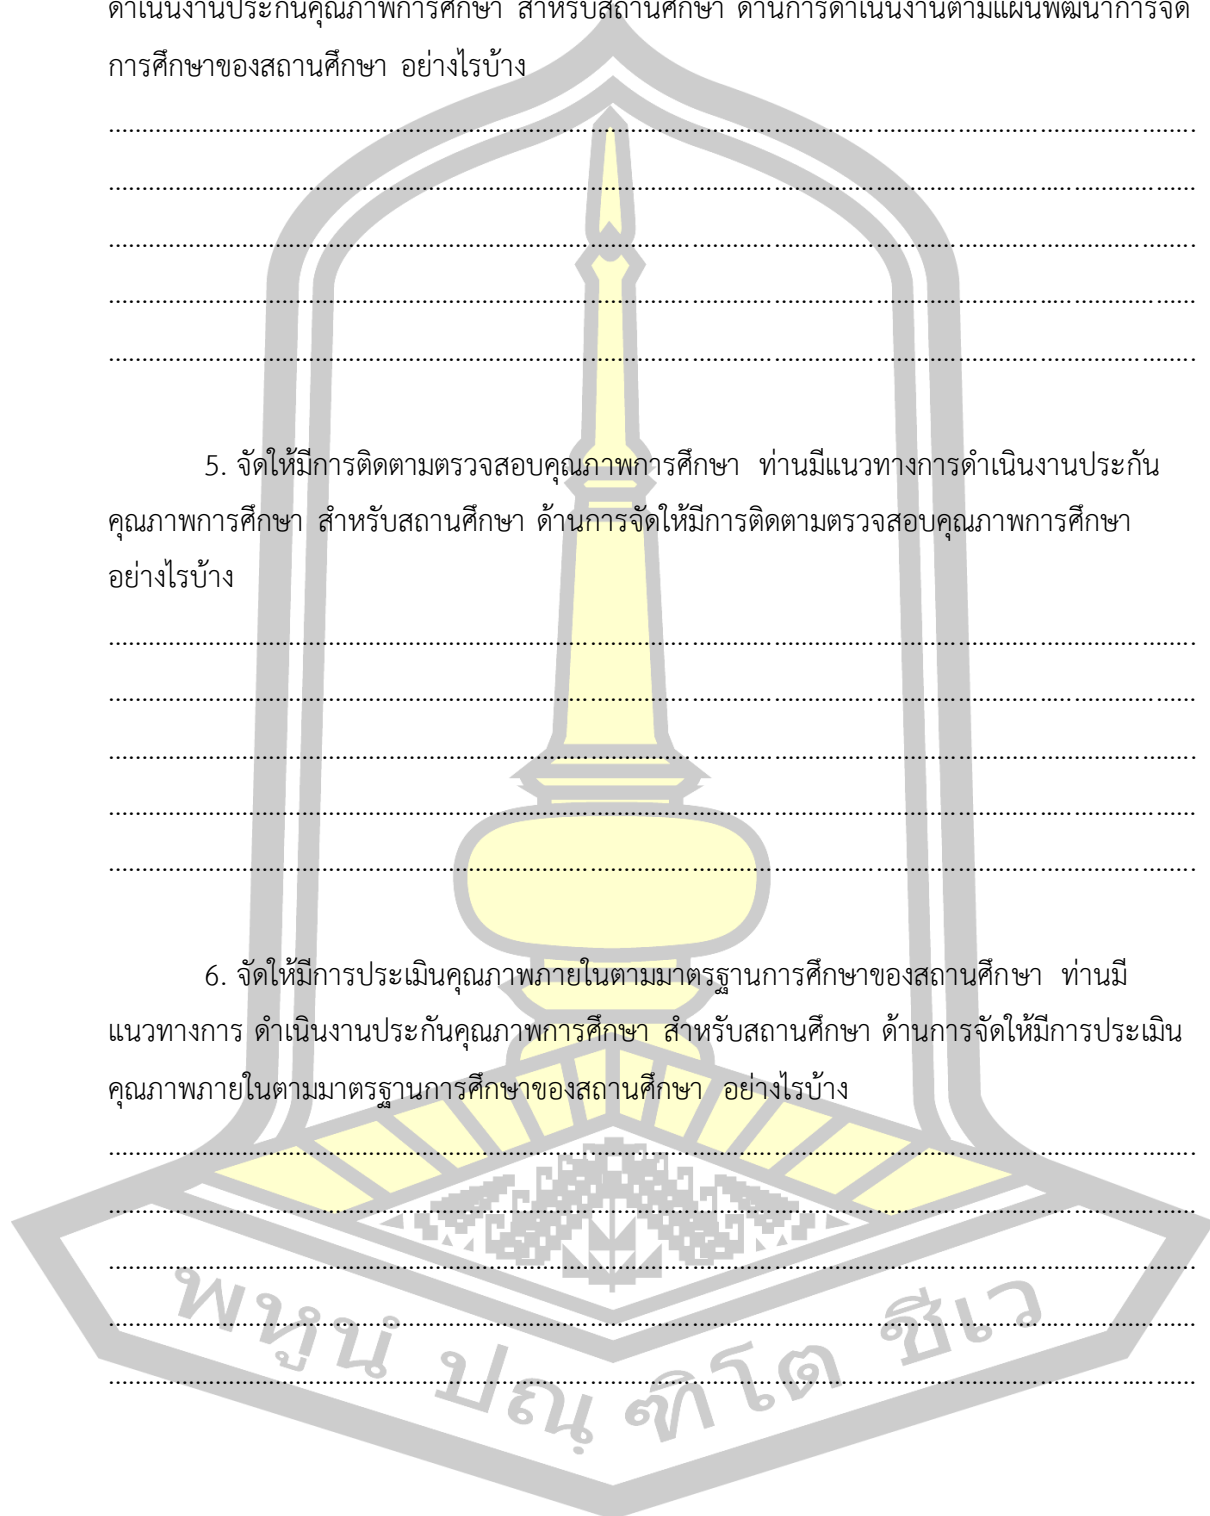 ดำเนินงานประกันคุณภาพการศึกษา สำหรับสถานศึกษา ด้านการดำเนินงานตามแผนพัฒนาการจัด
การศึกษาของสถานศึกษา อย่างไรบ้าง
5. จัดให้มีการติดตามตรวจสอบคุณภาพการศึกษา ท่านมีแนวทางการดำเนินงานประกัน
คุณภาพการศึกษา สำหรับสถานศึกษา ด้านการจัดให้มีการติดตามตรวจสอบคุณภาพการศึกษา
อย่างไรบ้าง
6. จัดให้มีการประเมินคุณภาพภายในตามมาตรฐานการศึกษาของสถานศึกษา ท่านมี
แนวทางการ ดำเนินงานประกันคุณภาพการศึกษา สำหรับสถานศึกษา ด้านการจัดให้มีการประเมิน
คุณภาพภายในตามมาตรฐานการศึกษาของสถานศึกษา อย่างไรบ้าง
พหูนํ ปณฺฑิโต ชีเว